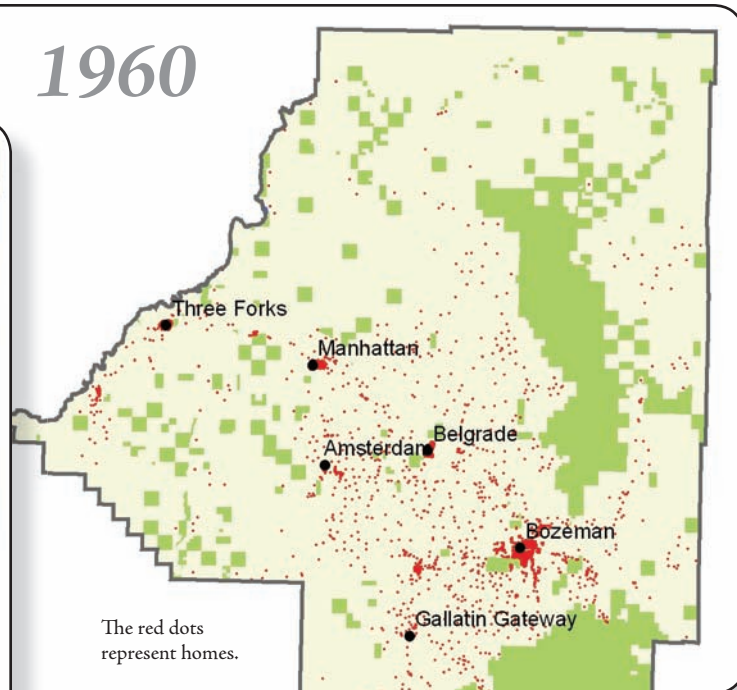 1960
Three Forks
Manhattan
Belgrade
Amsterdam
Bozeman
Gallatin Gateway
The red dots
represent homes.